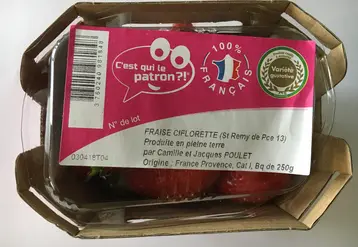 C'est qui le
patron?!
100%
FRANÇAIS
Variété
qualitative
N° de lot
FRAISE CIFLORETTE (St Remy de Pce 13)
Produite en pleine terre
par Camille et Jacques POULET
Origine : France Provence, Cat I, Bq de 250g
030418T04